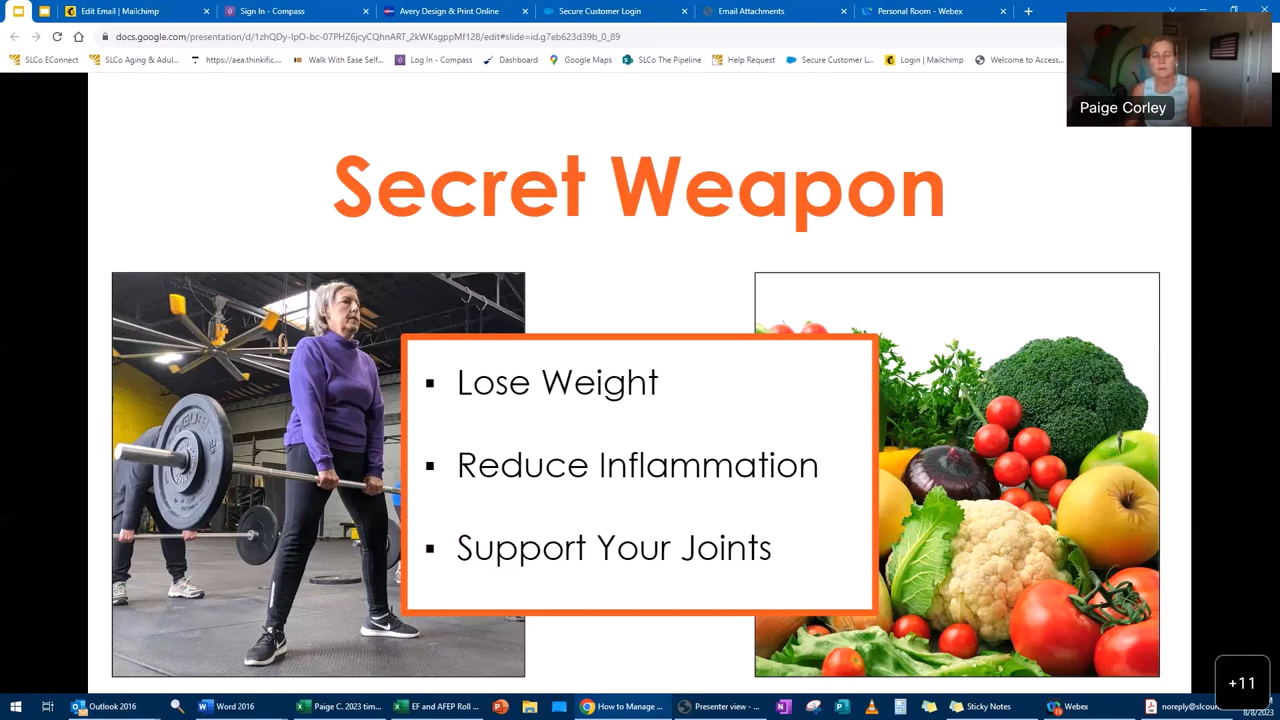 Edit Email | Mailchimp
Sign In - Compass
Avery Design & Print Online
Secure Customer Login
Email Attachments
Personal Room - Webex
docs.google.com/presentation/d/1zhQDy-IpO-bc-07PHZ6jcyCQhnART_2kWKsgppMf128/edit#slide=id.g7eb623d39b_0_89
SLCo EConnect
SLCo Aging & Adul...
https://aea.thinkific...
Walk With Ease Self...
Log In - Compass
Dashboard
Google Maps
SLCo The Pipeline
Help Request
Secure Customer L...
Login | Mailchimp
Welcome to Access...
Paige Corley
Secret Weapon
▪ Lose Weight
▪ Reduce Inflammation
▪ Support Your Joints
+11
Outlook 2016
Word 2016
Paige C. 2023 tim...
EF and AFEP Roll ...
How to Manage ...
Presenter view - ...
Sticky Notes
Webex
noreply@slcour
8/8/2023